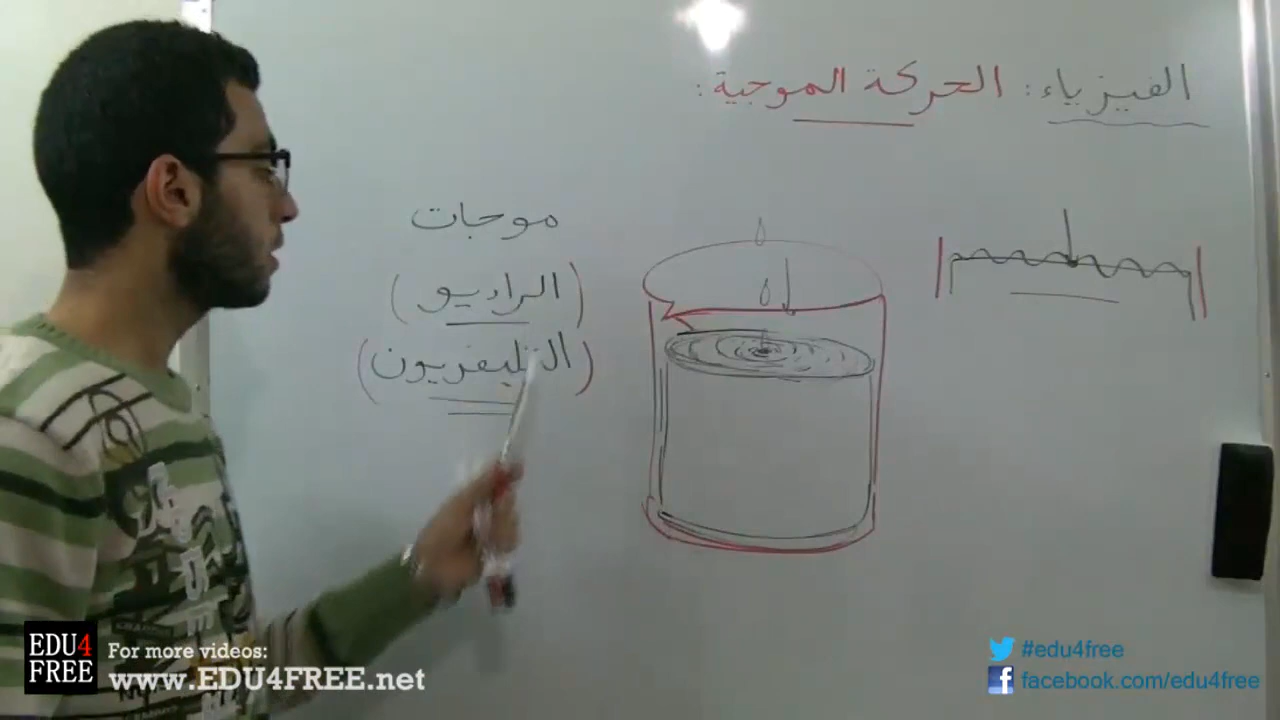 الفيزياء: الحركة الموجية:
موجات
(الراديو)
(التليفزيون)
EDU4
FREE
For more videos:
www.EDU4FREE.net
#edu4free
facebook.com/edu4free